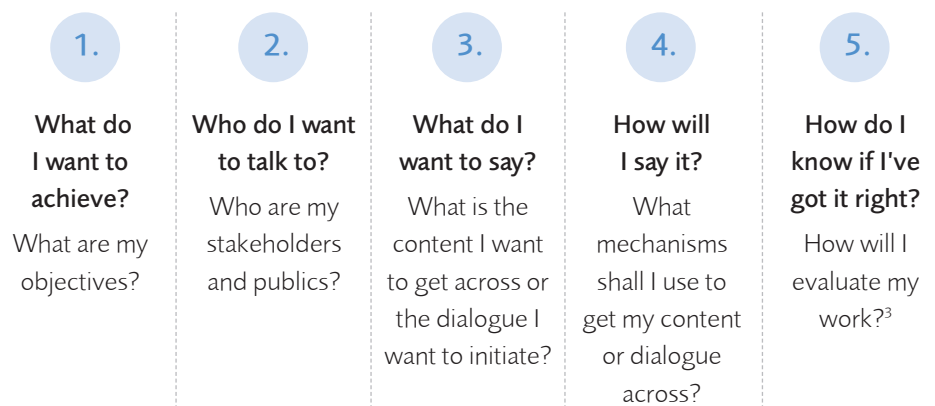 1.
What do
I want to
achieve?
What are my
objectives?
2.
Who do I want
to talk to?
Who are my
stakeholders
and publics?
3.
What do I
want to say?
What is the
content I want
to get across or
the dialogue I
want to initiate?
4.
How will
I say it?
What
mechanisms
shall I use to
get my content
or dialogue
across?
5.
How do I
know if I've
got it right?
How will I
evaluate my
work?³